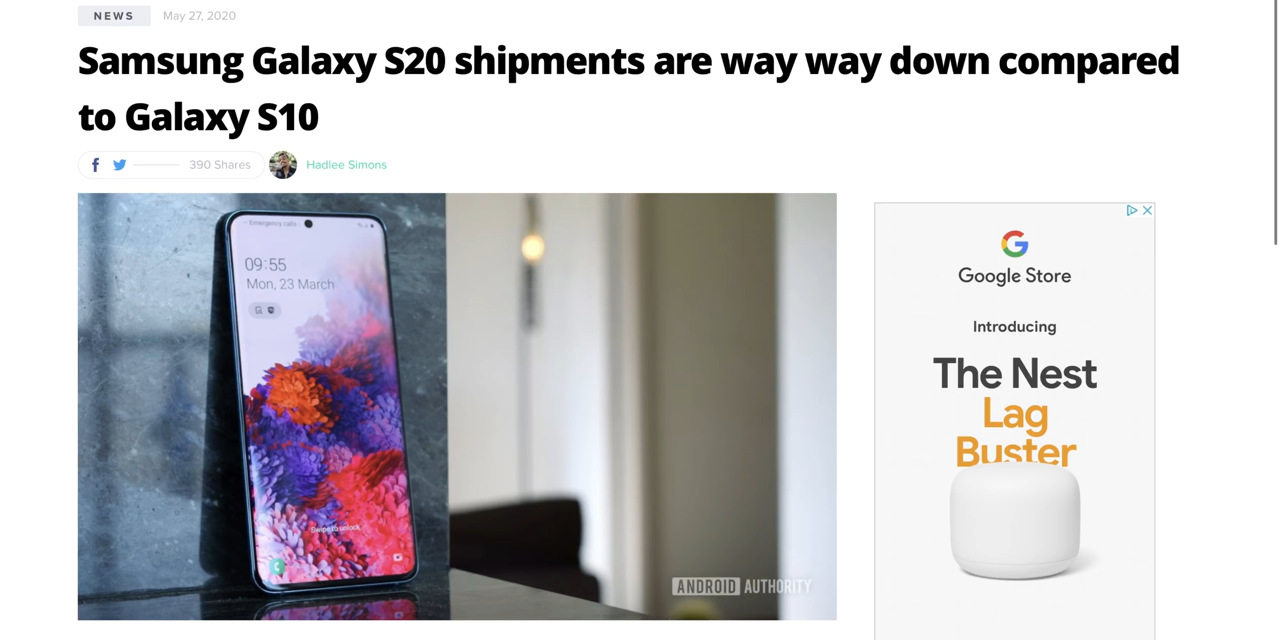 NEWS May 27, 2020
Samsung Galaxy S20 shipments are way way down compared
to Galaxy S10
390 Shares Hadlee Simons
Emergency calls
09:55
Mon, 23 March
Swipe to unlock
ANDROID AUTHORITY
Google Store
Introducing
The Nest
Lag
Buster